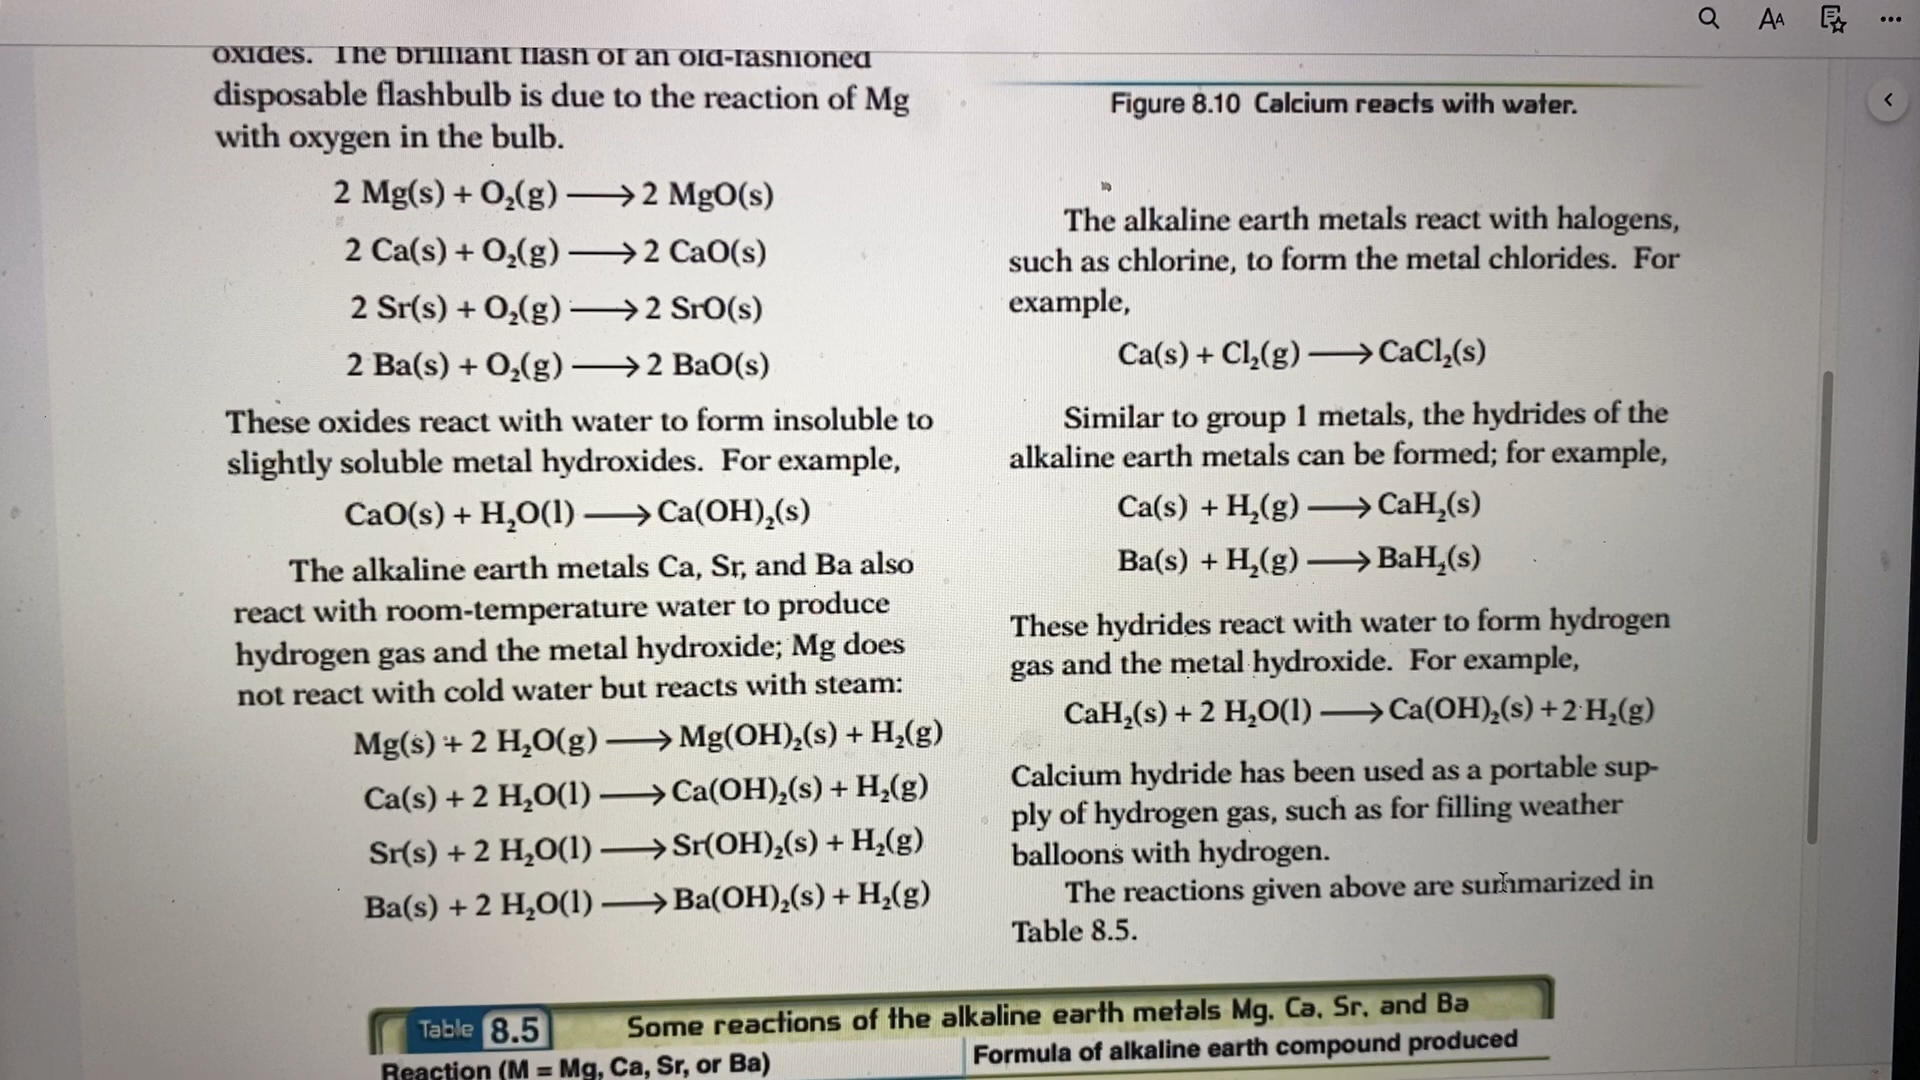 oxides. The brilliant flash of an old-fashioned
disposable flashbulb is due to the reaction of Mg
with oxygen in the bulb.
2 Mg(s) + O₂(g) ⟶ 2 MgO(s)
2 Ca(s) + O₂(g) ⟶ 2 CaO(s)
2 Sr(s) + O₂(g) ⟶ 2 SrO(s)
2 Ba(s) + O₂(g) ⟶ 2 BaO(s)
These oxides react with water to form insoluble to
slightly soluble metal hydroxides. For example,
CaO(s) + H₂O(l) ⟶ Ca(OH)₂(s)
The alkaline earth metals Ca, Sr, and Ba also
react with room-temperature water to produce
hydrogen gas and the metal hydroxide; Mg does
not react with cold water but reacts with steam:
Mg(s) + 2 H₂O(g) ⟶ Mg(OH)₂(s) + H₂(g)
Ca(s) + 2 H₂O(l) ⟶ Ca(OH)₂(s) + H₂(g)
Sr(s) + 2 H₂O(l) ⟶ Sr(OH)₂(s) + H₂(g)
Ba(s) + 2 H₂O(l) ⟶ Ba(OH)₂(s) + H₂(g)
Figure 8.10 Calcium reacts with water.
The alkaline earth metals react with halogens,
such as chlorine, to form the metal chlorides. For
example,
Ca(s) + Cl₂(g) ⟶ CaCl₂(s)
Similar to group 1 metals, the hydrides of the
alkaline earth metals can be formed; for example,
Ca(s) + H₂(g) ⟶ CaH₂(s)
Ba(s) + H₂(g) ⟶ BaH₂(s)
These hydrides react with water to form hydrogen
gas and the metal hydroxide. For example,
CaH₂(s) + 2 H₂O(l) ⟶ Ca(OH)₂(s) + 2 H₂(g)
Calcium hydride has been used as a portable sup-
ply of hydrogen gas, such as for filling weather
balloons with hydrogen.
The reactions given above are summarized in
Table 8.5.
Table 8.5 Some reactions of the alkaline earth metals Mg, Ca, Sr, and Ba
Reaction (M = Mg, Ca, Sr, or Ba) Formula of alkaline earth compound produced